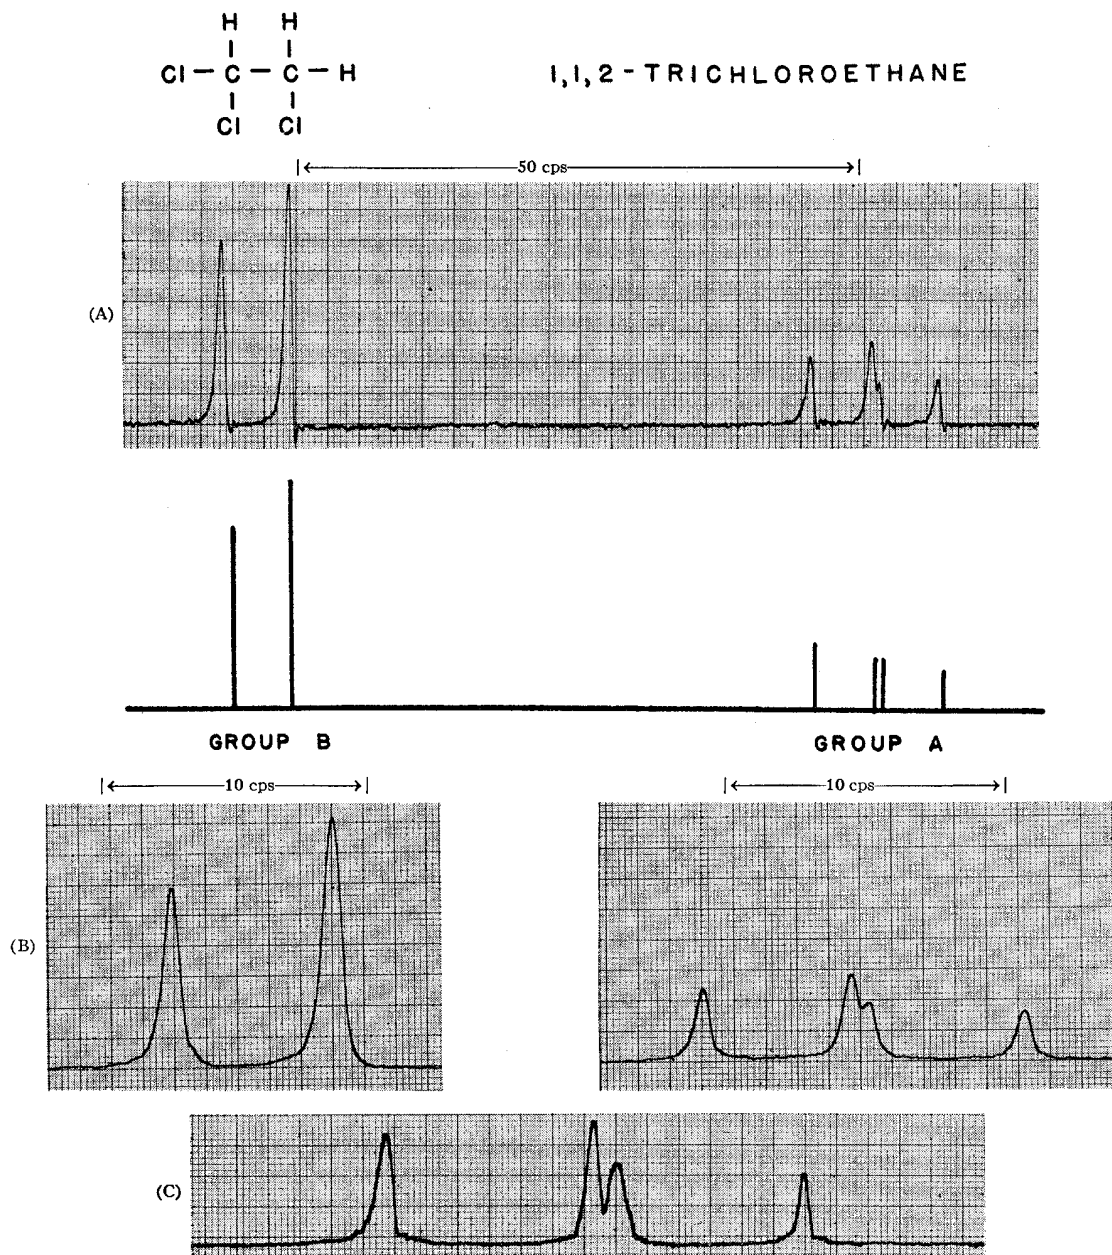 H H
Cl - C - C - H
Cl Cl
1,1,2 - TRICHLOROETHANE
50 cps
(A)
GROUP B
GROUP A
10 cps
10 cps
(B)
(C)